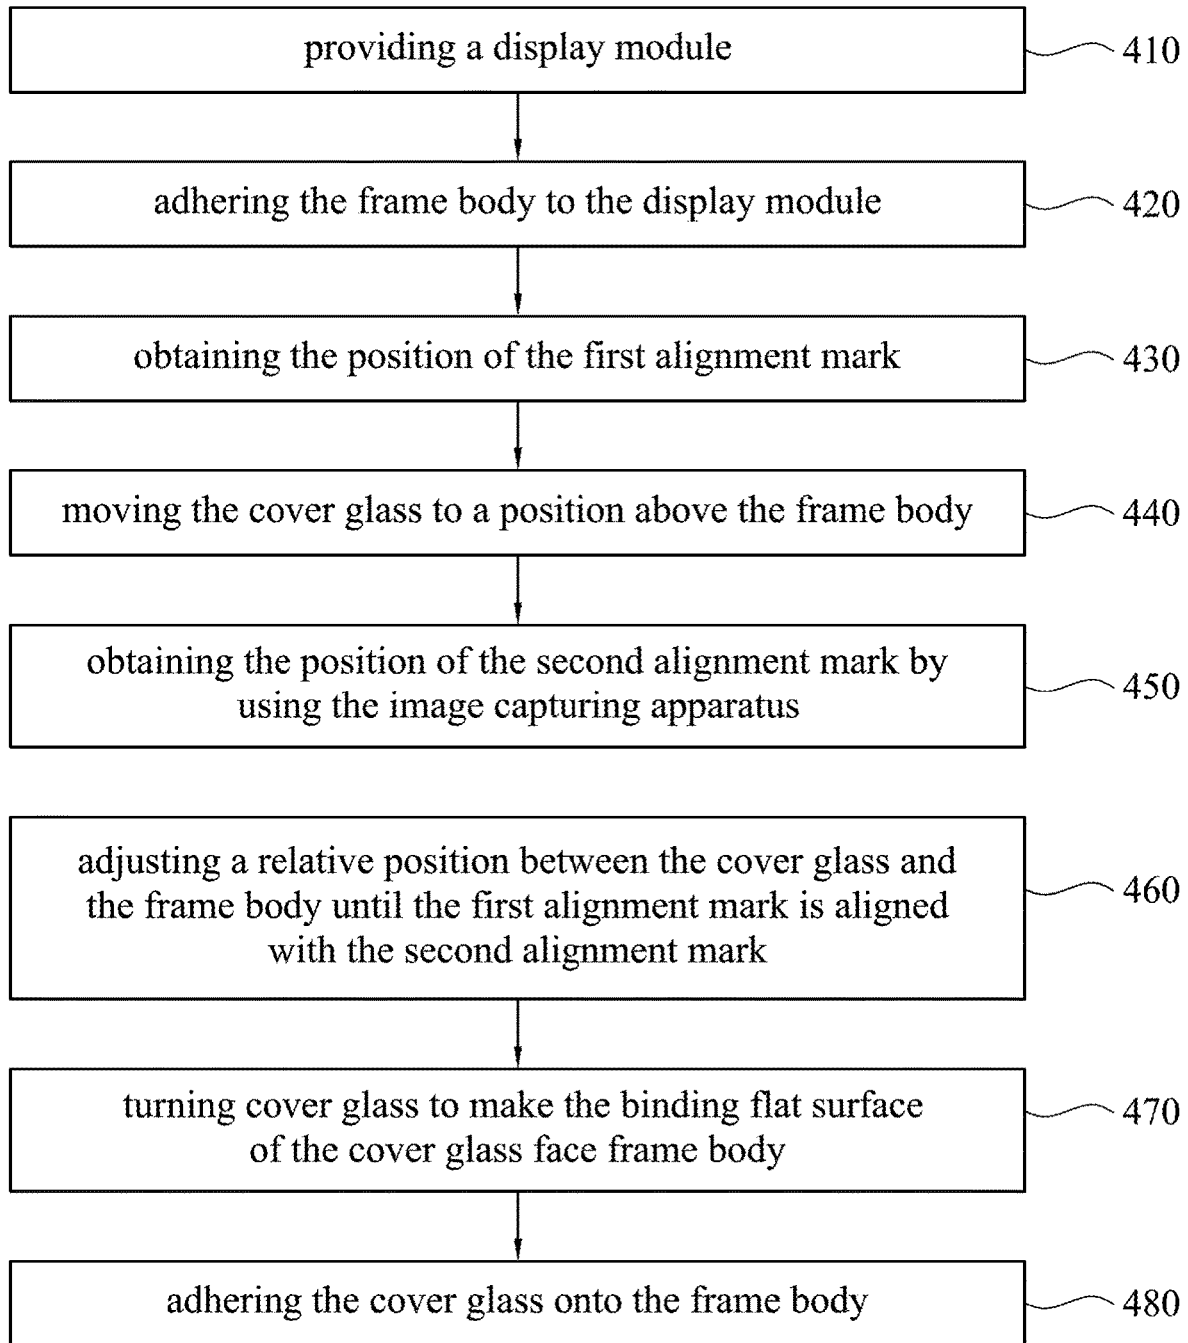 providing a display module
410
adhering the frame body to the display module
420
obtaining the position of the first alignment mark
430
moving the cover glass to a position above the frame body
440
obtaining the position of the second alignment mark by
using the image capturing apparatus
450
adjusting a relative position between the cover glass and
the frame body until the first alignment mark is aligned
with the second alignment mark
460
turning cover glass to make the binding flat surface
of the cover glass face frame body
470
adhering the cover glass onto the frame body
480